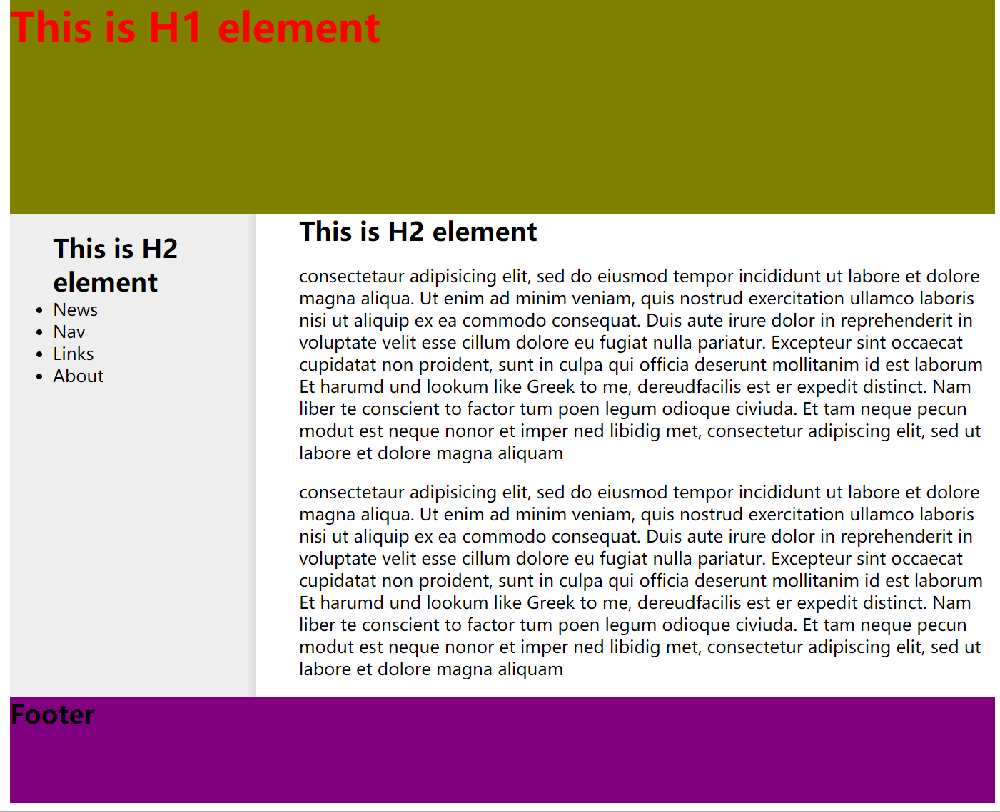 This is H1 element
This is H2
element
News
Nav
Links
About
This is H2 element
consectetaur adipisicing elit, sed do eiusmod tempor incididunt ut labore et dolore
magna aliqua. Ut enim ad minim veniam, quis nostrud exercitation ullamco laboris
nisi ut aliquip ex ea commodo consequat. Duis aute irure dolor in reprehenderit in
voluptate velit esse cillum dolore eu fugiat nulla pariatur. Excepteur sint occaecat
cupidatat non proident, sunt in culpa qui officia deserunt mollitanim id est laborum
Et harumd und lookum like Greek to me, dereudfacilis est er expedit distinct. Nam
liber te conscient to factor tum poen legum odioque civiuda. Et tam neque pecun
modut est neque nonor et imper ned libidig met, consectetur adipiscing elit, sed ut
labore et dolore magna aliquam
consectetaur adipisicing elit, sed do eiusmod tempor incididunt ut labore et dolore
magna aliqua. Ut enim ad minim veniam, quis nostrud exercitation ullamco laboris
nisi ut aliquip ex ea commodo consequat. Duis aute irure dolor in reprehenderit in
voluptate velit esse cillum dolore eu fugiat nulla pariatur. Excepteur sint occaecat
cupidatat non proident, sunt in culpa qui officia deserunt mollitanim id est laborum
Et harumd und lookum like Greek to me, dereudfacilis est er expedit distinct. Nam
liber te conscient to factor tum poen legum odioque civiuda. Et tam neque pecun
modut est neque nonor et imper ned libidig met, consectetur adipiscing elit, sed ut
labore et dolore magna aliquam
Footer